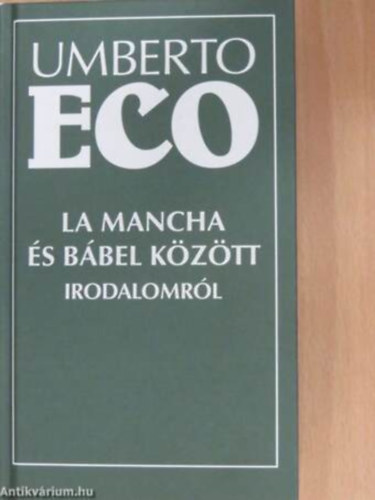 UMBERTO
ECO
LA MANCHA
ÉS BÁBEL KÖZÖTT
IRODALOMRÓL
Antikvárium.hu